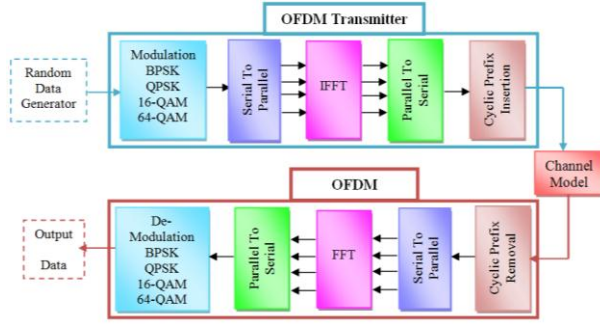 OFDM Transmitter
Random
Data
Generator
Modulation
BPSK
QPSK
16-QAM
64-QAM
Serial To
Parallel
IFFT
Parallel To
Serial
Cyclic Prefix
Insertion
Channel
Model
OFDM
Output
Data
De-
Modulation
BPSK
QPSK
16-QAM
64-QAM
Parallel To
Serial
FFT
Serial To
Parallel
Cyclic Prefix
Removal